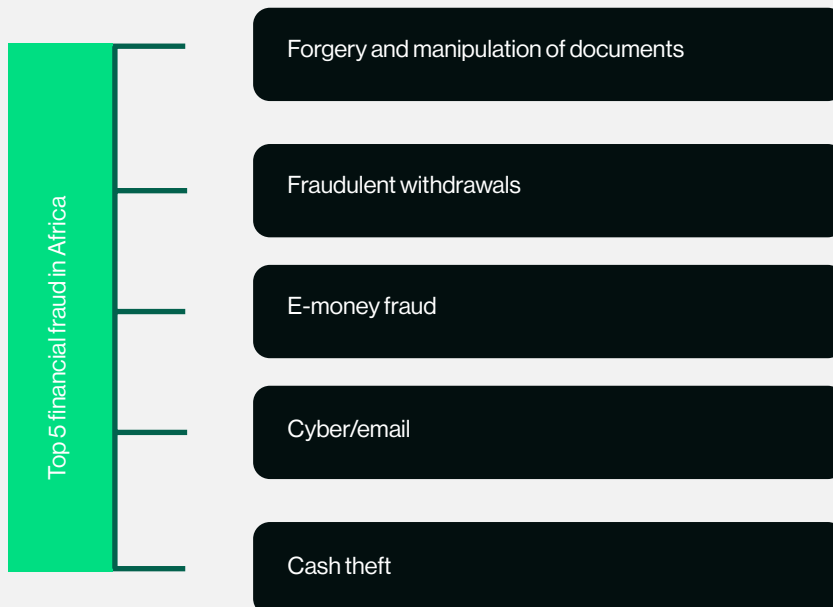 Top 5 financial fraud in Africa
Forgery and manipulation of documents
Fraudulent withdrawals
E-money fraud
Cyber/email
Cash theft